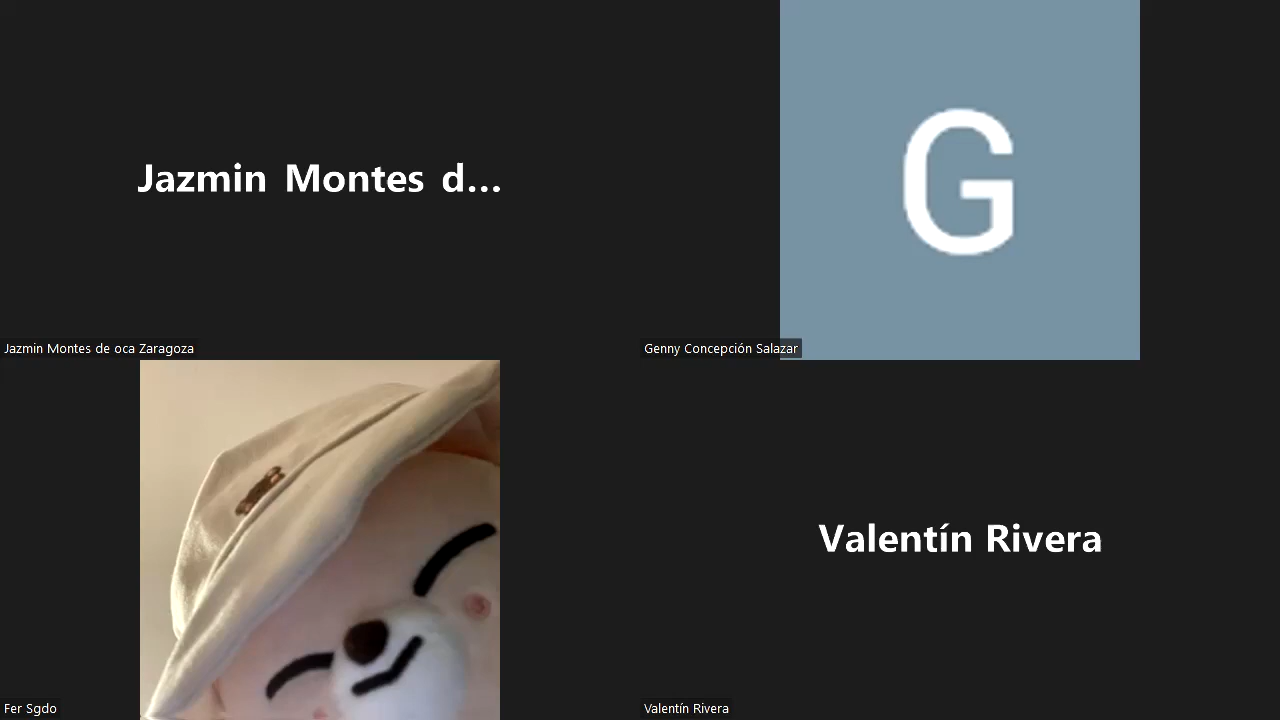 Jazmin Montes d...
G
Jazmin Montes de oca Zaragoza
Genny Concepción Salazar
Valentín Rivera
Fer Sgdo
Valentín Rivera